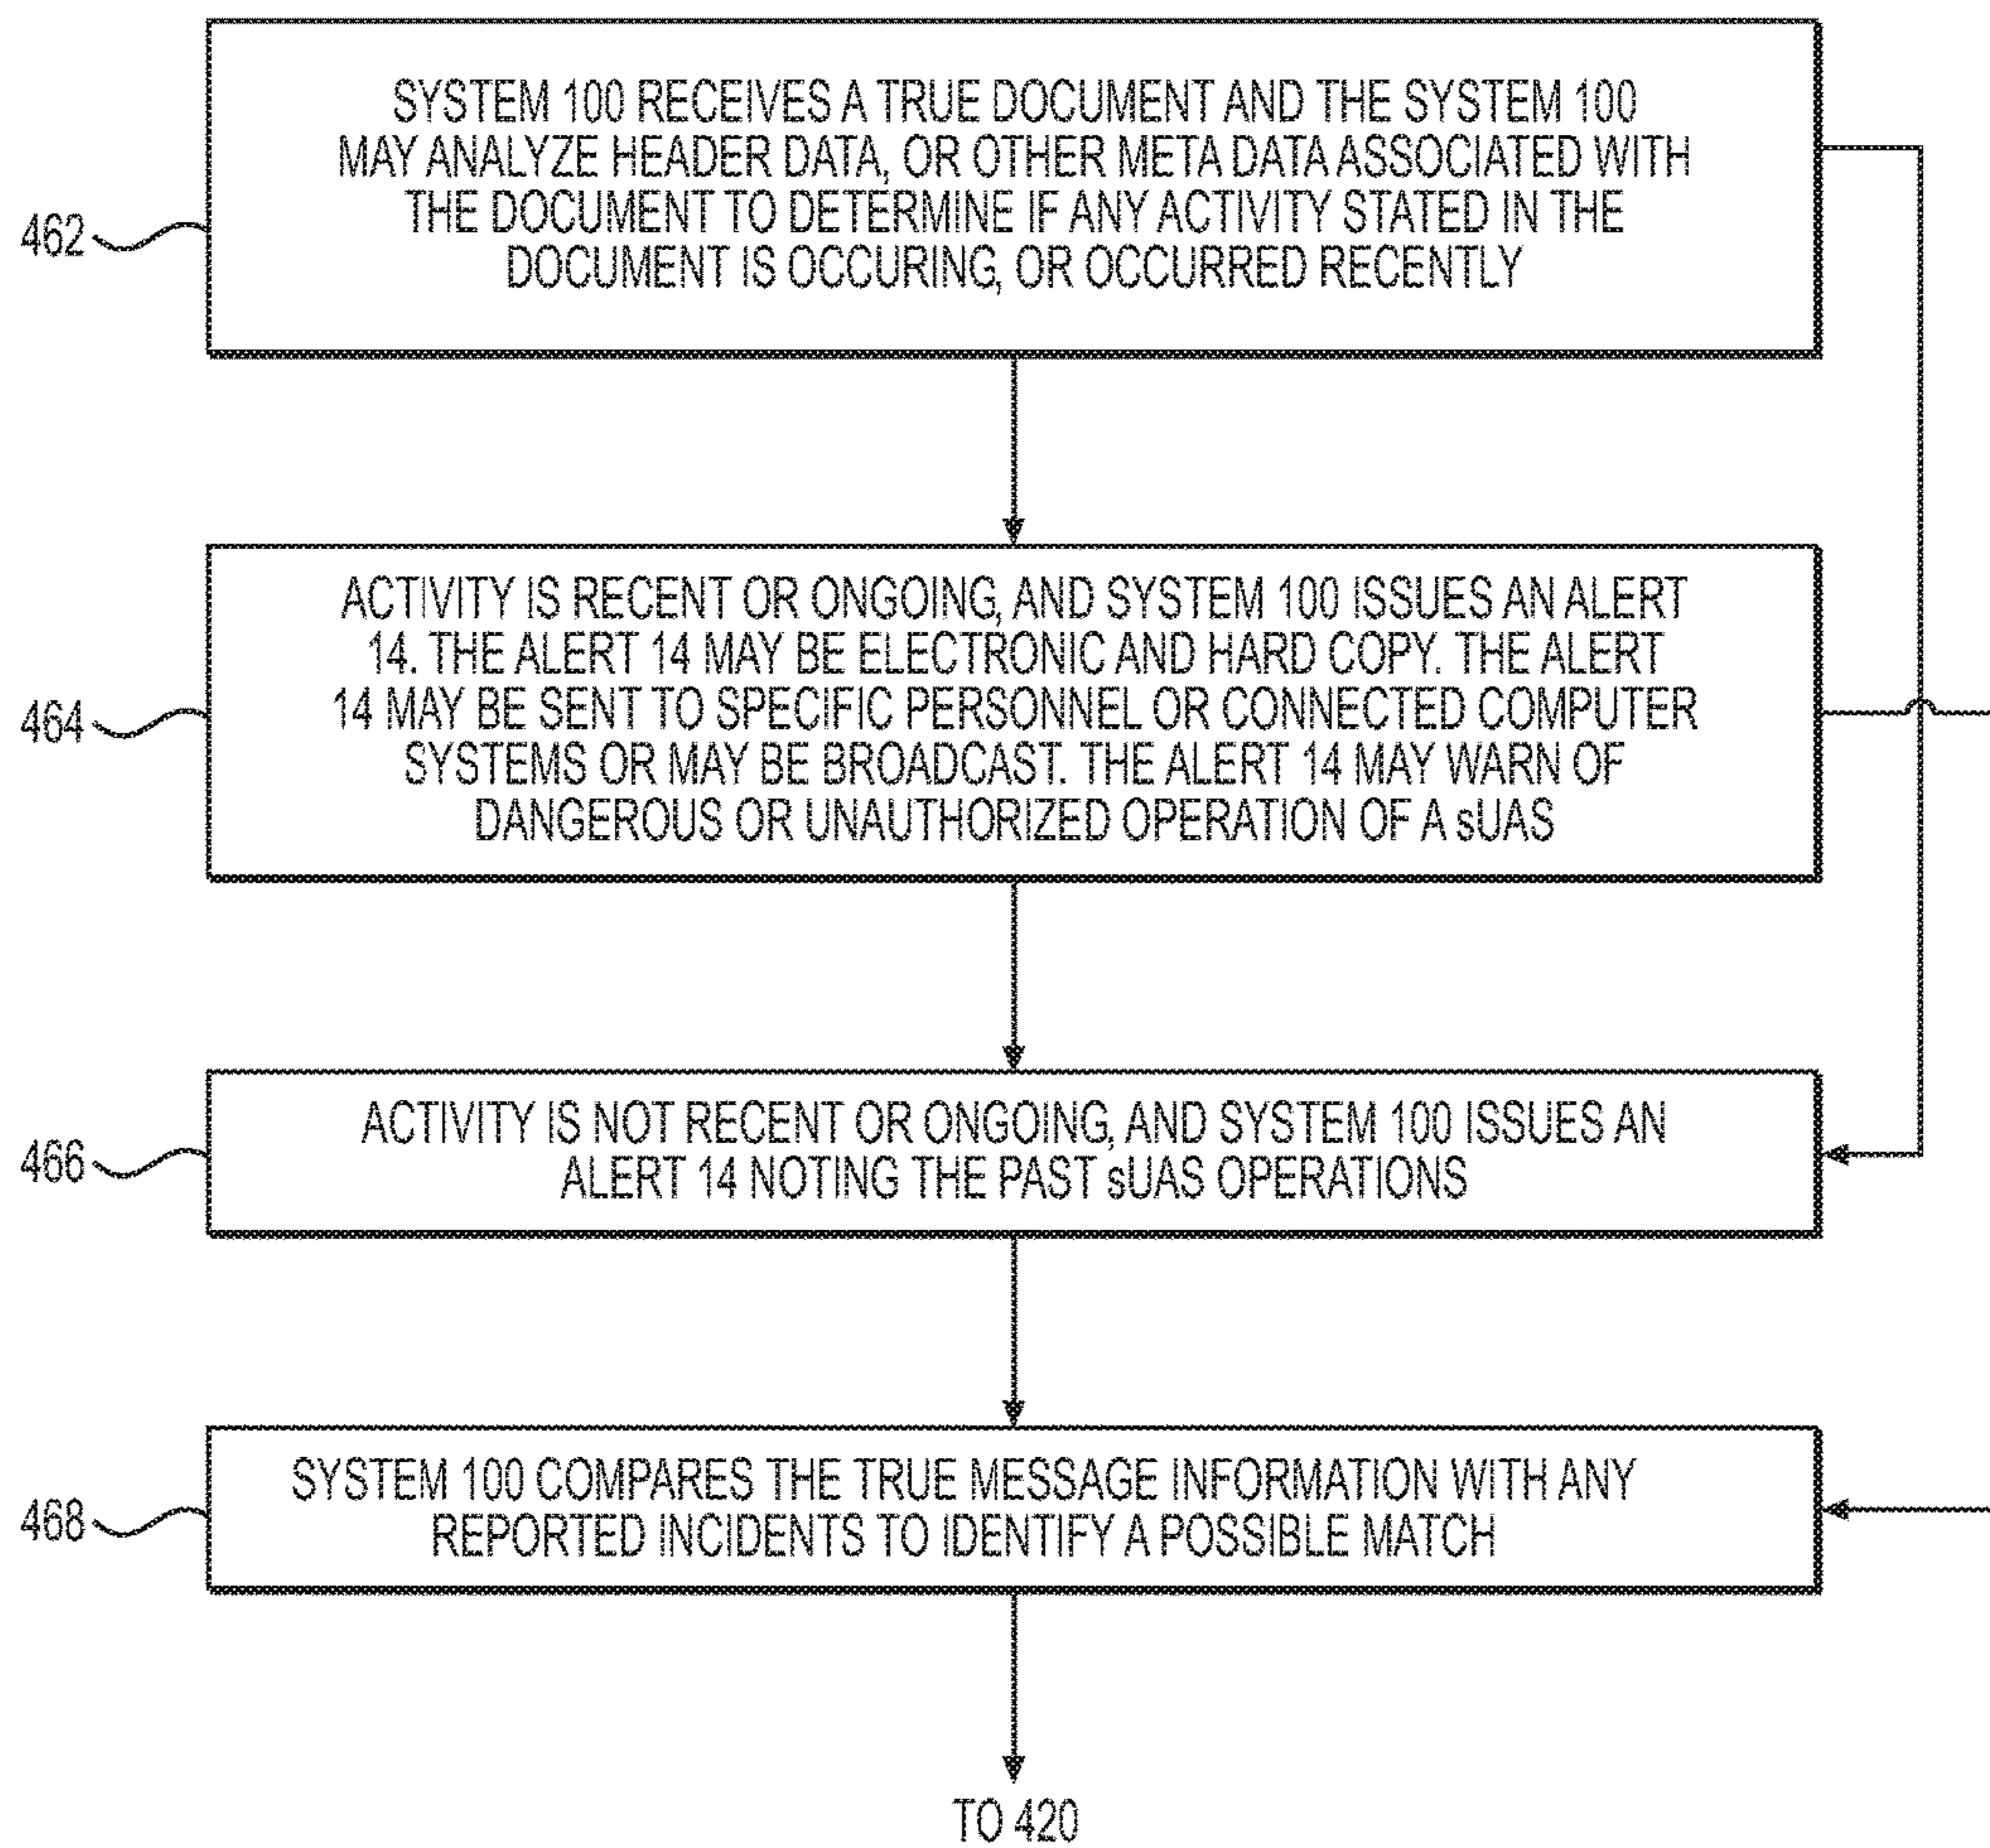 SYSTEM 100 RECEIVES A TRUE DOCUMENT AND THE SYSTEM 100
MAY ANALYZE HEADER DATA, OR OTHER META DATA ASSOCIATED WITH
THE DOCUMENT TO DETERMINE IF ANY ACTIVITY STATED IN THE
DOCUMENT IS OCCURING, OR OCCURRED RECENTLY
462
ACTIVITY IS RECENT OR ONGOING, AND SYSTEM 100 ISSUES AN ALERT
14. THE ALERT 14 MAY BE ELECTRONIC AND HARD COPY. THE ALERT
14 MAY BE SENT TO SPECIFIC PERSONNEL OR CONNECTED COMPUTER
SYSTEMS OR MAY BE BROADCAST. THE ALERT 14 MAY WARN OF
DANGEROUS OR UNAUTHORIZED OPERATION OF A sUAS
464
ACTIVITY IS NOT RECENT OR ONGOING, AND SYSTEM 100 ISSUES AN
ALERT 14 NOTING THE PAST sUAS OPERATIONS
466
SYSTEM 100 COMPARES THE TRUE MESSAGE INFORMATION WITH ANY
REPORTED INCIDENTS TO IDENTIFY A POSSIBLE MATCH
468
TO 420